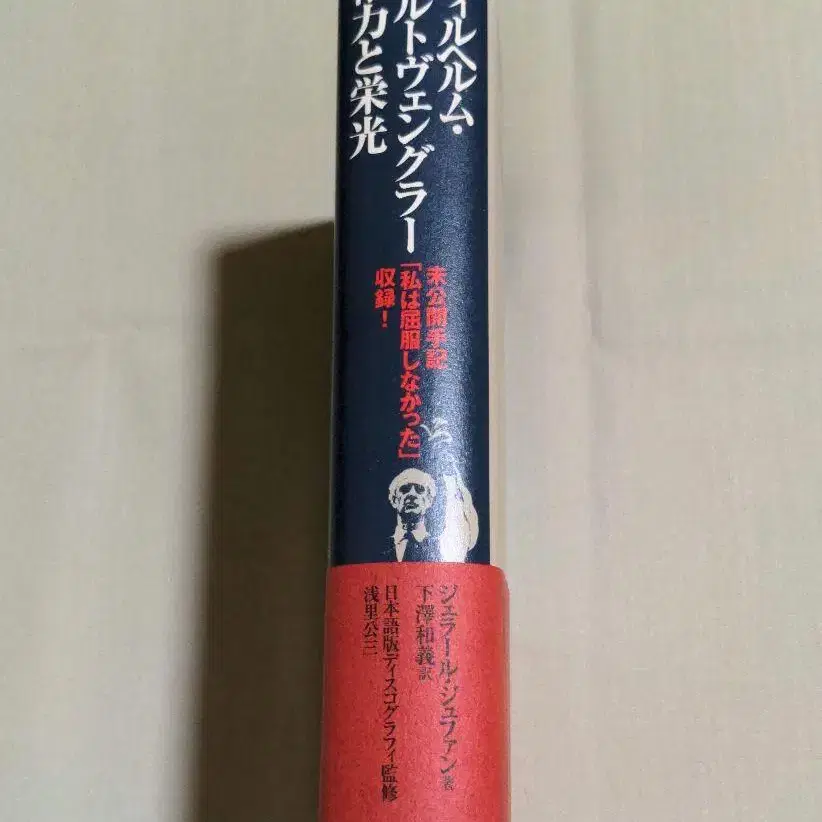 ィルヘルム・
ルトヴェングラー
力と栄光
未公開手記
「私は屈服しなかった」
収録!
ジェラール・ジュファン著
下澤和義訳
日本語版ディスコグラフィ監修
浅里公三